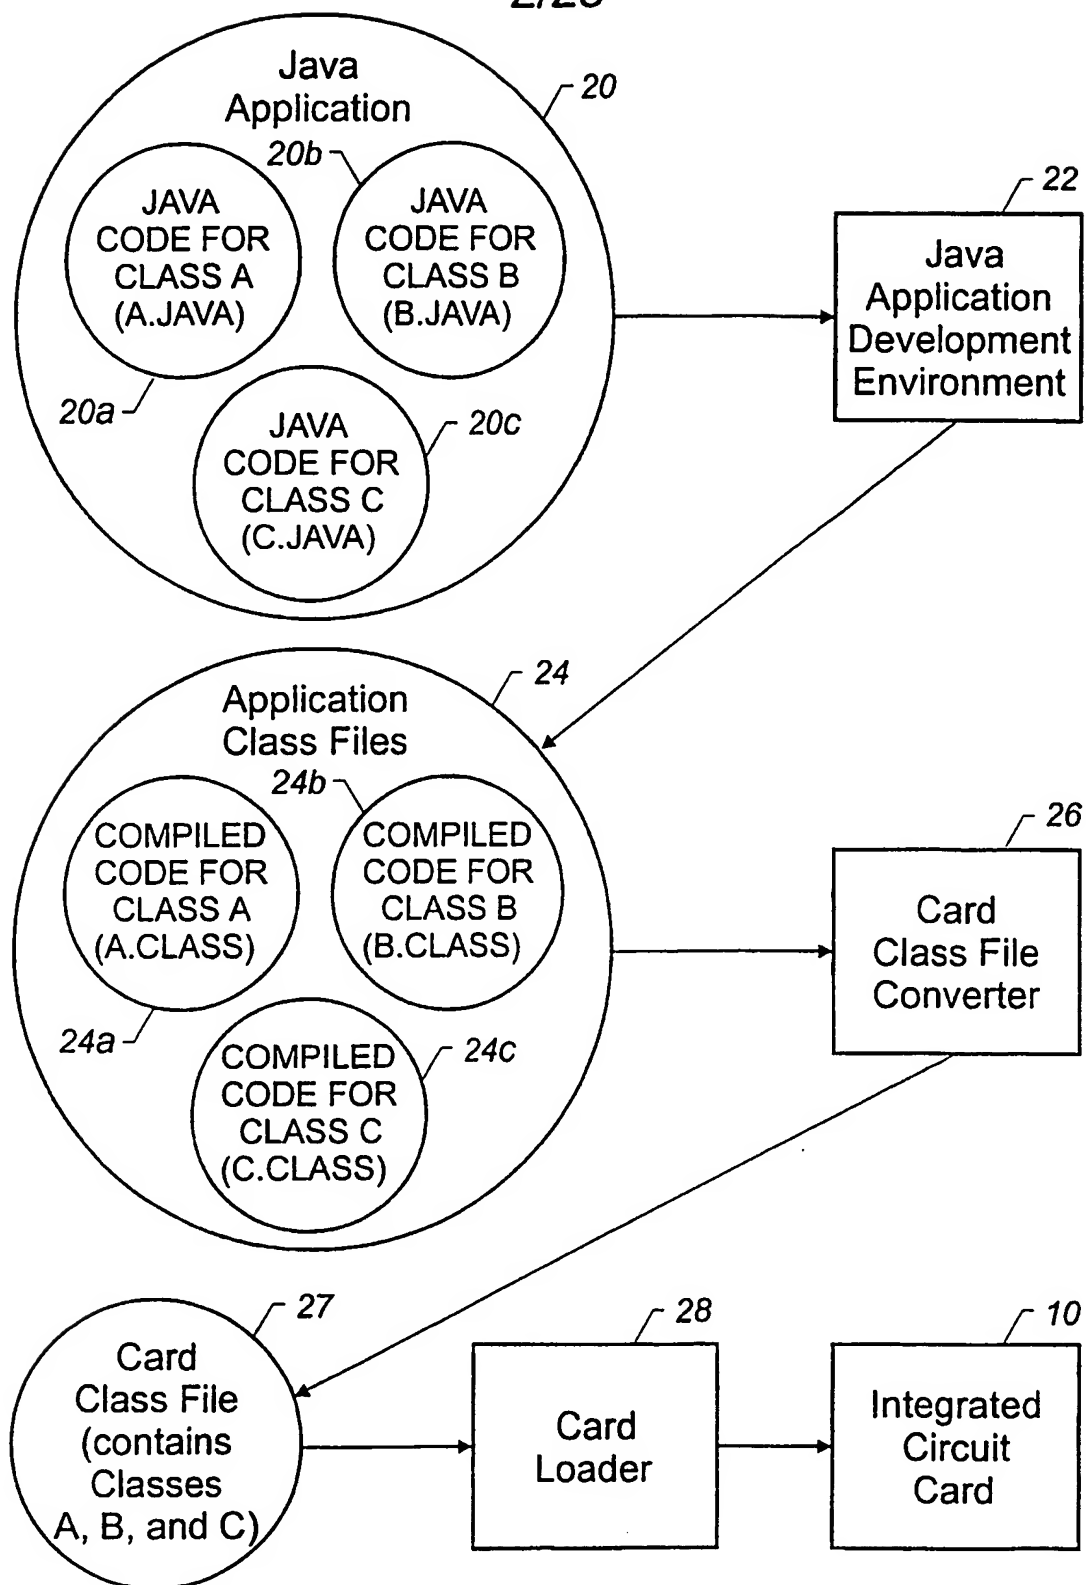 Java
Application
20
20b
JAVA
CODE FOR
CLASS A
(A.JAVA)
JAVA
CODE FOR
CLASS B
(B.JAVA)
20a
JAVA
CODE FOR
CLASS C
(C.JAVA)
20c
22
Java
Application
Development
Environment
Application
Class Files
24
24b
COMPILED
CODE FOR
CLASS A
(A.CLASS)
COMPILED
CODE FOR
CLASS B
(B.CLASS)
24a
COMPILED
CODE FOR
CLASS C
(C.CLASS)
24c
26
Card
Class File
Converter
27
Card
Class File
(contains
Classes
A, B, and C)
28
Card
Loader
10
Integrated
Circuit
Card